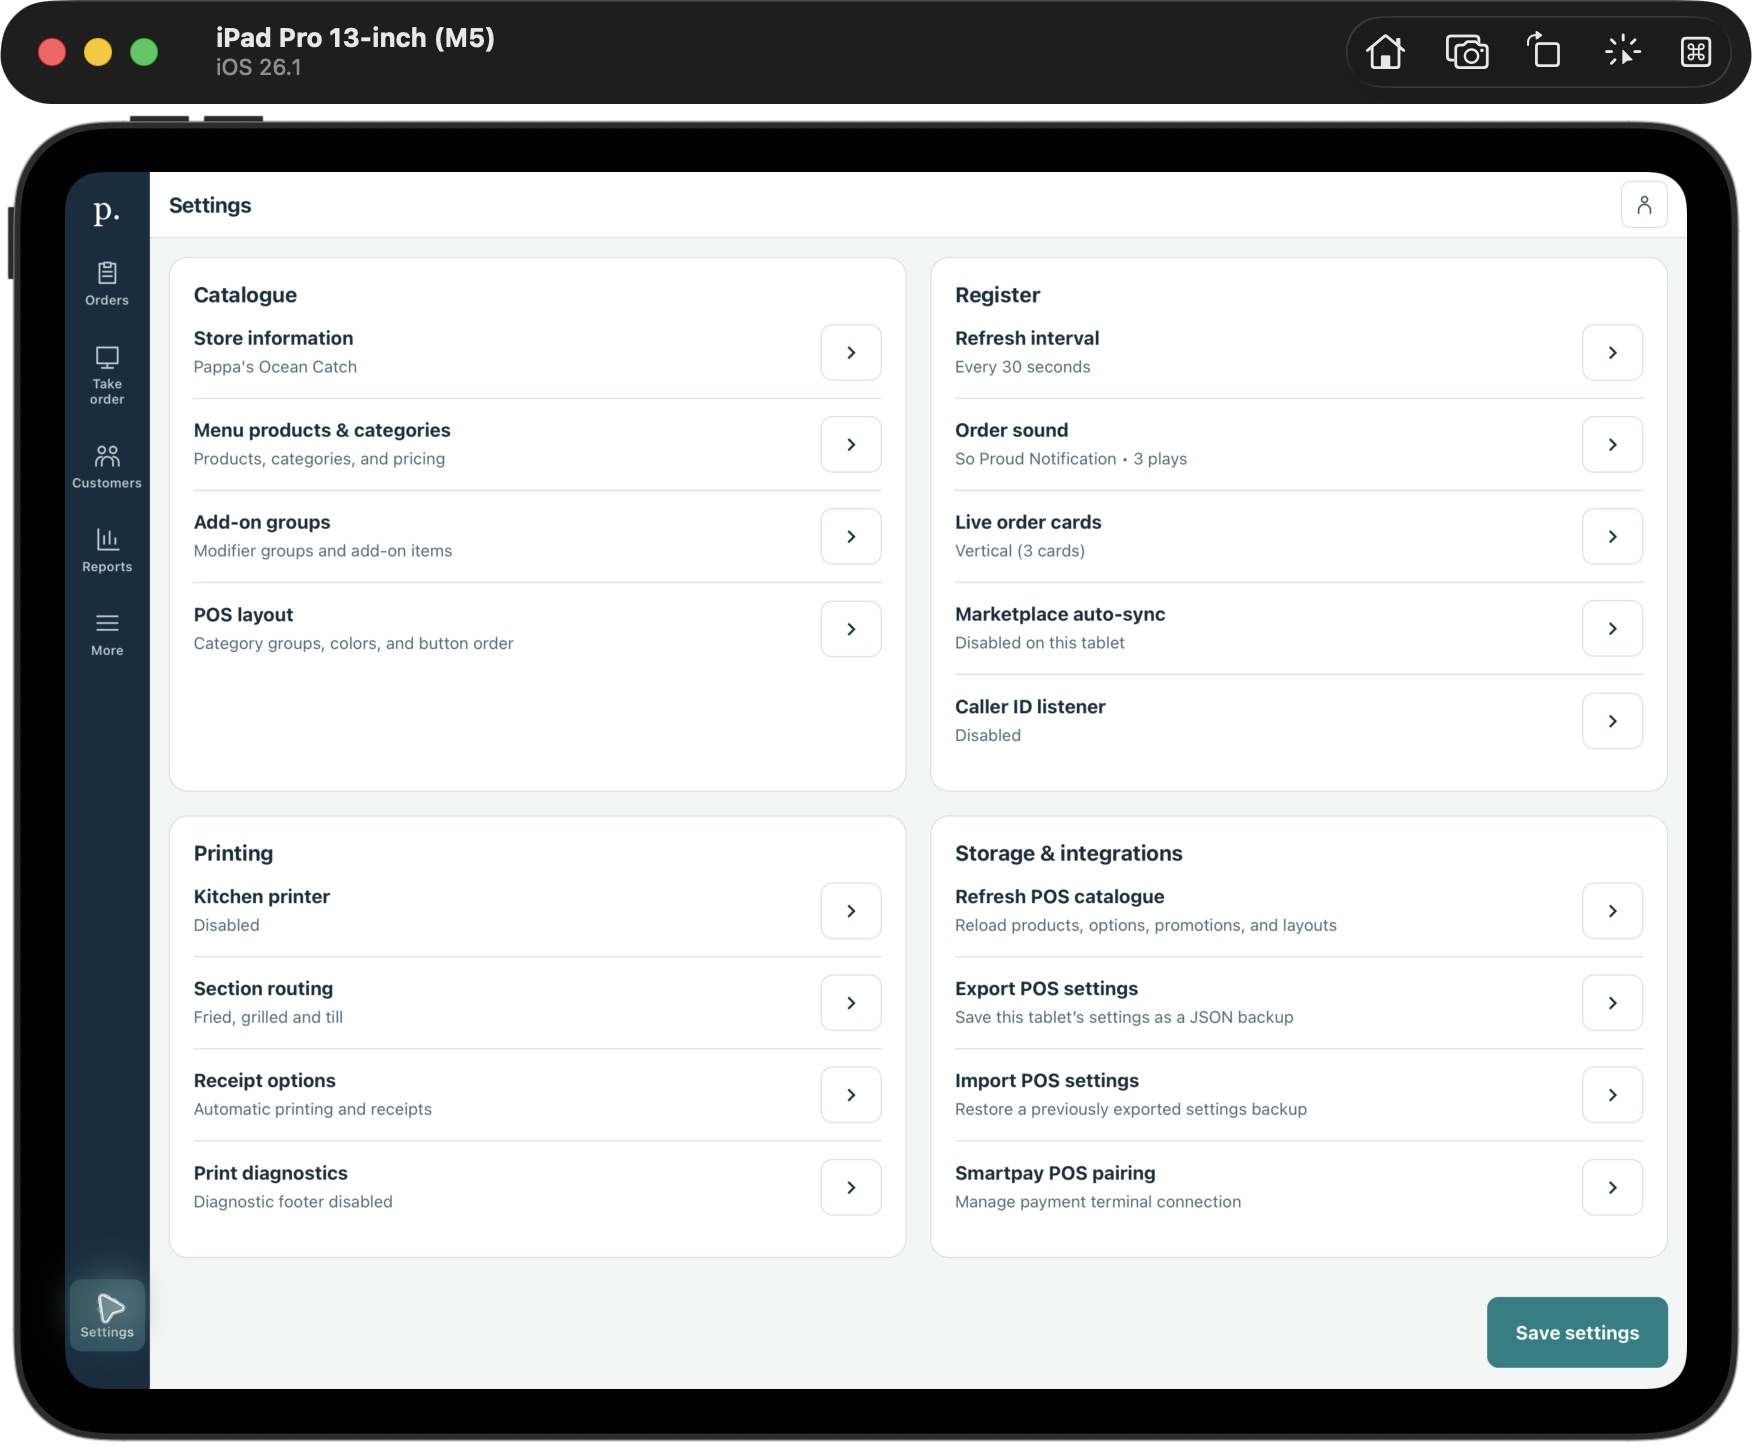 iPad Pro 13-inch (M5)
iOS 26.1
p.
Orders
Take
order
Customers
Reports
More
Settings
Settings
Catalogue
Store information
Pappa's Ocean Catch
Menu products & categories
Products, categories, and pricing
Add-on groups
Modifier groups and add-on items
POS layout
Category groups, colors, and button order
Register
Refresh interval
Every 30 seconds
Order sound
So Proud Notification • 3 plays
Live order cards
Vertical (3 cards)
Marketplace auto-sync
Disabled on this tablet
Caller ID listener
Disabled
Printing
Kitchen printer
Disabled
Section routing
Fried, grilled and till
Receipt options
Automatic printing and receipts
Print diagnostics
Diagnostic footer disabled
Storage & integrations
Refresh POS catalogue
Reload products, options, promotions, and layouts
Export POS settings
Save this tablet’s settings as a JSON backup
Import POS settings
Restore a previously exported settings backup
Smartpay POS pairing
Manage payment terminal connection
Save settings